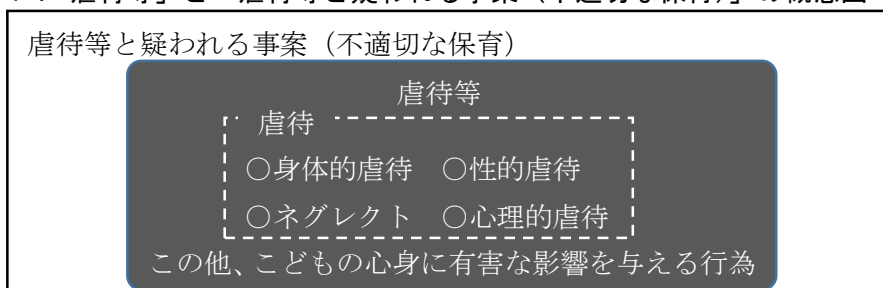 虐待等と疑われる事案（不適切な保育）
虐待等
虐待
○身体的虐待　○性的虐待
○ネグレクト　○心理的虐待
この他、こどもの心身に有害な影響を与える行為